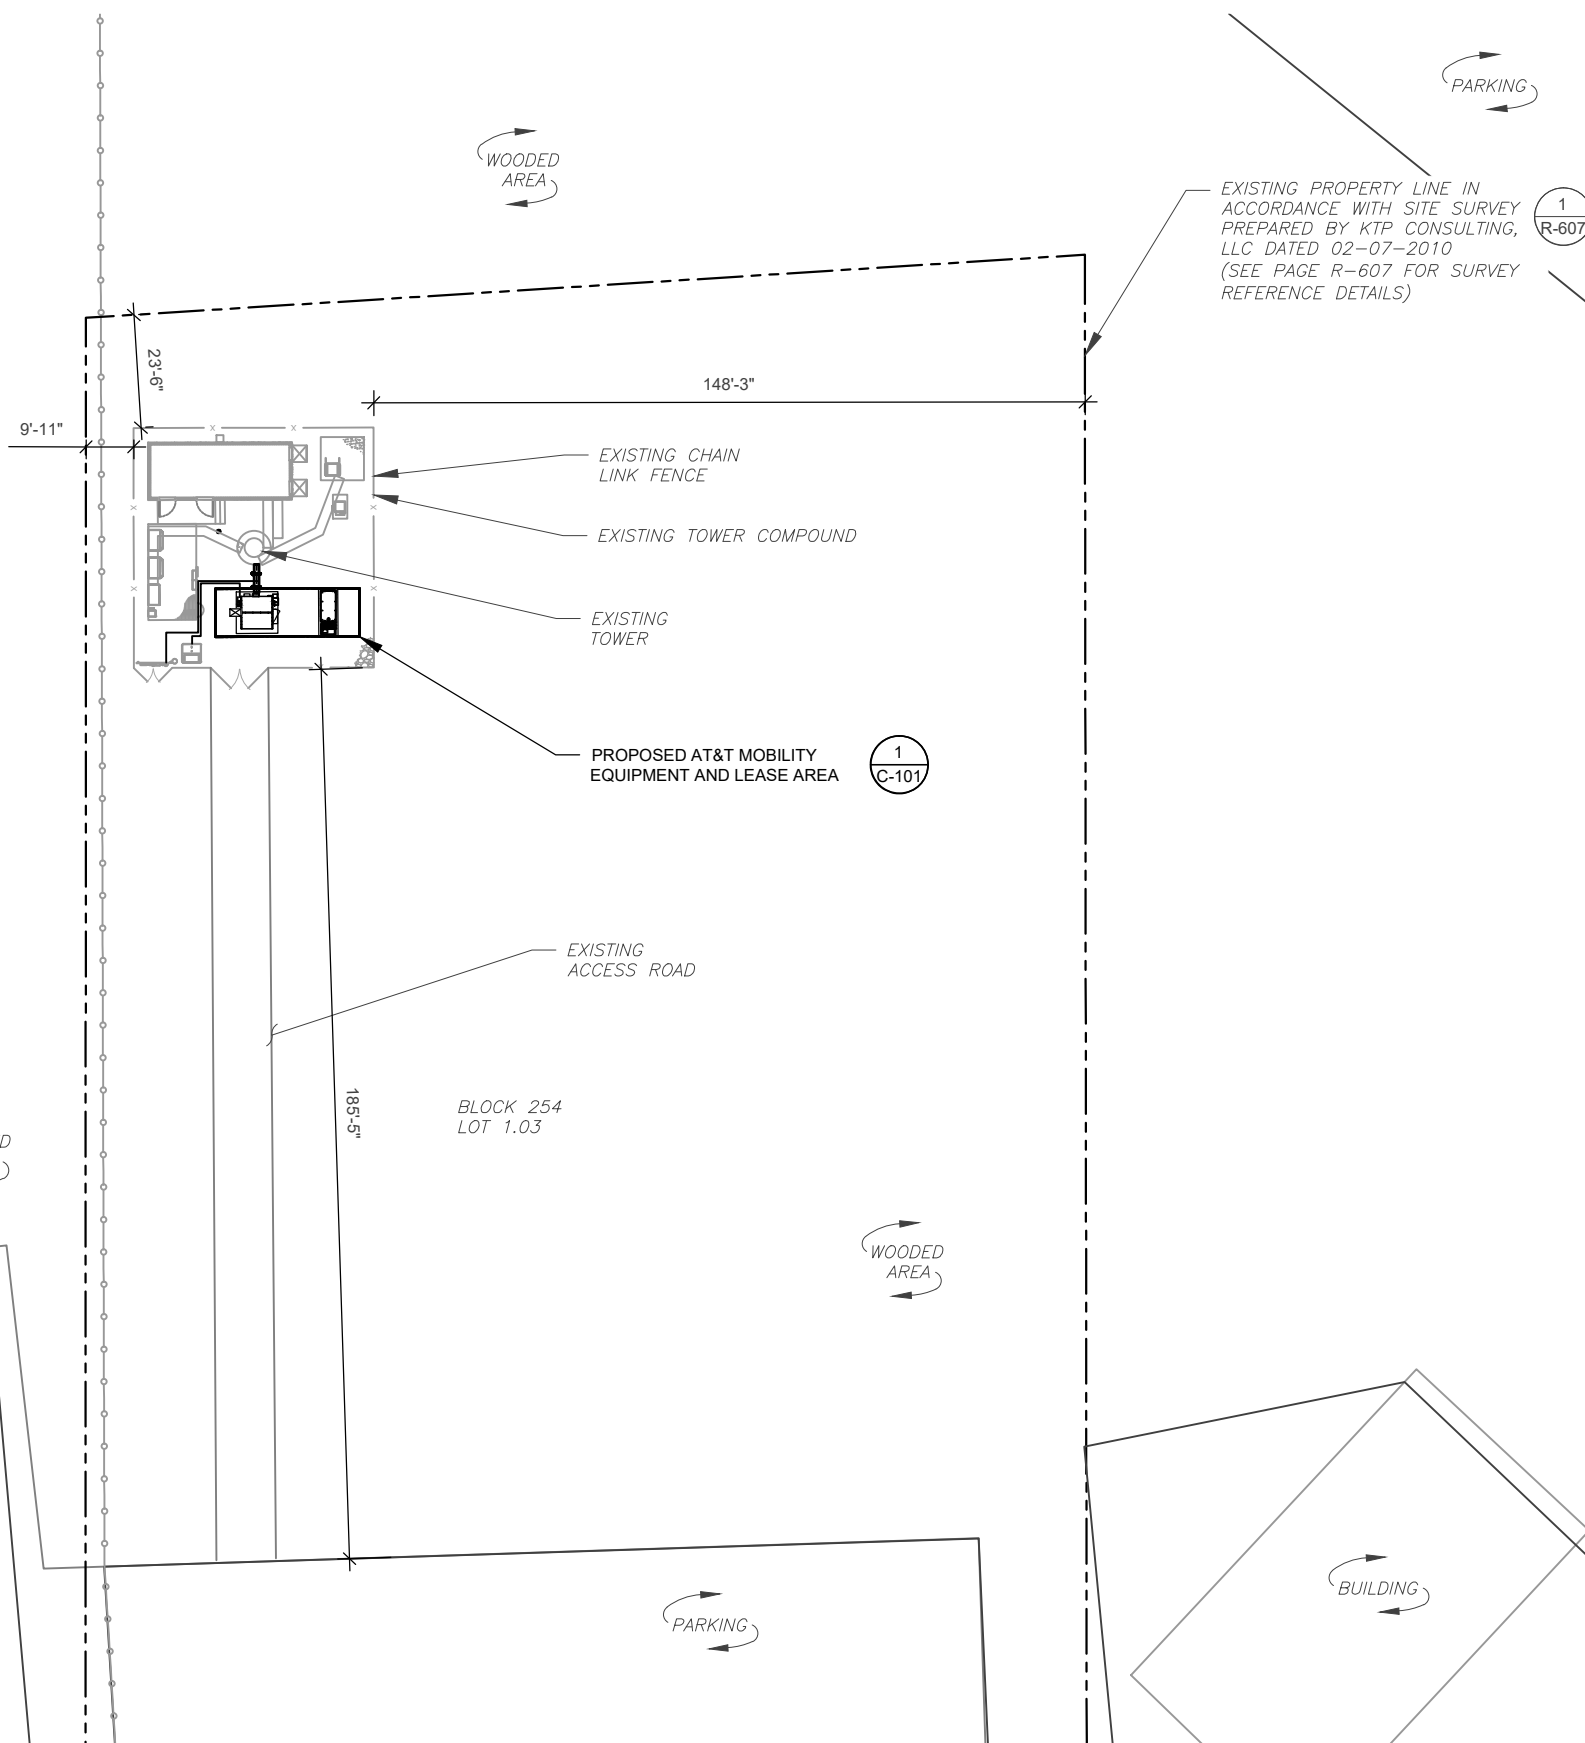 PARKING
WOODED
AREA
EXISTING PROPERTY LINE IN
ACCORDANCE WITH SITE SURVEY
PREPARED BY KTP CONSULTING,
LLC DATED 02-07-2010
(SEE PAGE R-607 FOR SURVEY
REFERENCE DETAILS)
1
R-607
23'-6"
148'-3"
9'-11"
EXISTING CHAIN
LINK FENCE
EXISTING TOWER COMPOUND
EXISTING
TOWER
PROPOSED AT&T MOBILITY
EQUIPMENT AND LEASE AREA
1
C-101
EXISTING
ACCESS ROAD
185'-5"
BLOCK 254
LOT 1.03
D
WOODED
AREA
BUILDING
PARKING